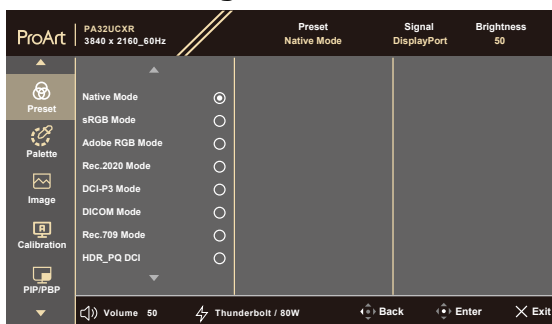 ProArt
PA32UCXR
3840 x 2160_60Hz
Preset
Native Mode
Signal
DisplayPort
Brightness
50
Preset
Palette
Image
Calibration
PIP/PBP
Native Mode
sRGB Mode
Adobe RGB Mode
Rec.2020 Mode
DCI-P3 Mode
DICOM Mode
Rec.709 Mode
HDR_PQ DCI
Volume 50
Thunderbolt / 80W
Back
Enter
Exit